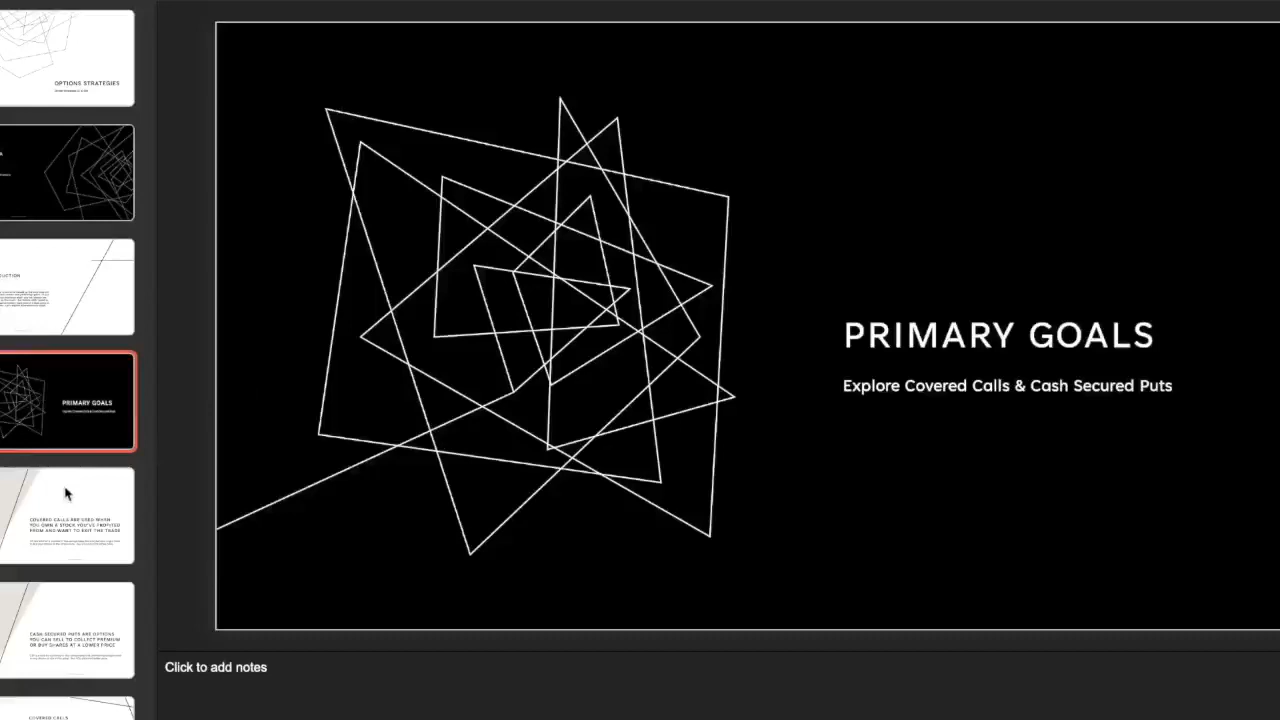 OPTIONS STRATEGIES
PRIMARY GOALS
COVERED CALLS ARE USED WHEN
YOU OWN A STOCK YOU'VE PROFITED
FROM AND WANT TO EXIT THE TRADE
CASH SECURED PUTS ARE OPTIONS
YOU CAN SELL TO COLLECT PREMIUM
OR BUY SHARES AT A LOWER PRICE
COVERED CALLS
PRIMARY GOALS
Explore Covered Calls & Cash Secured Puts
Click to add notes